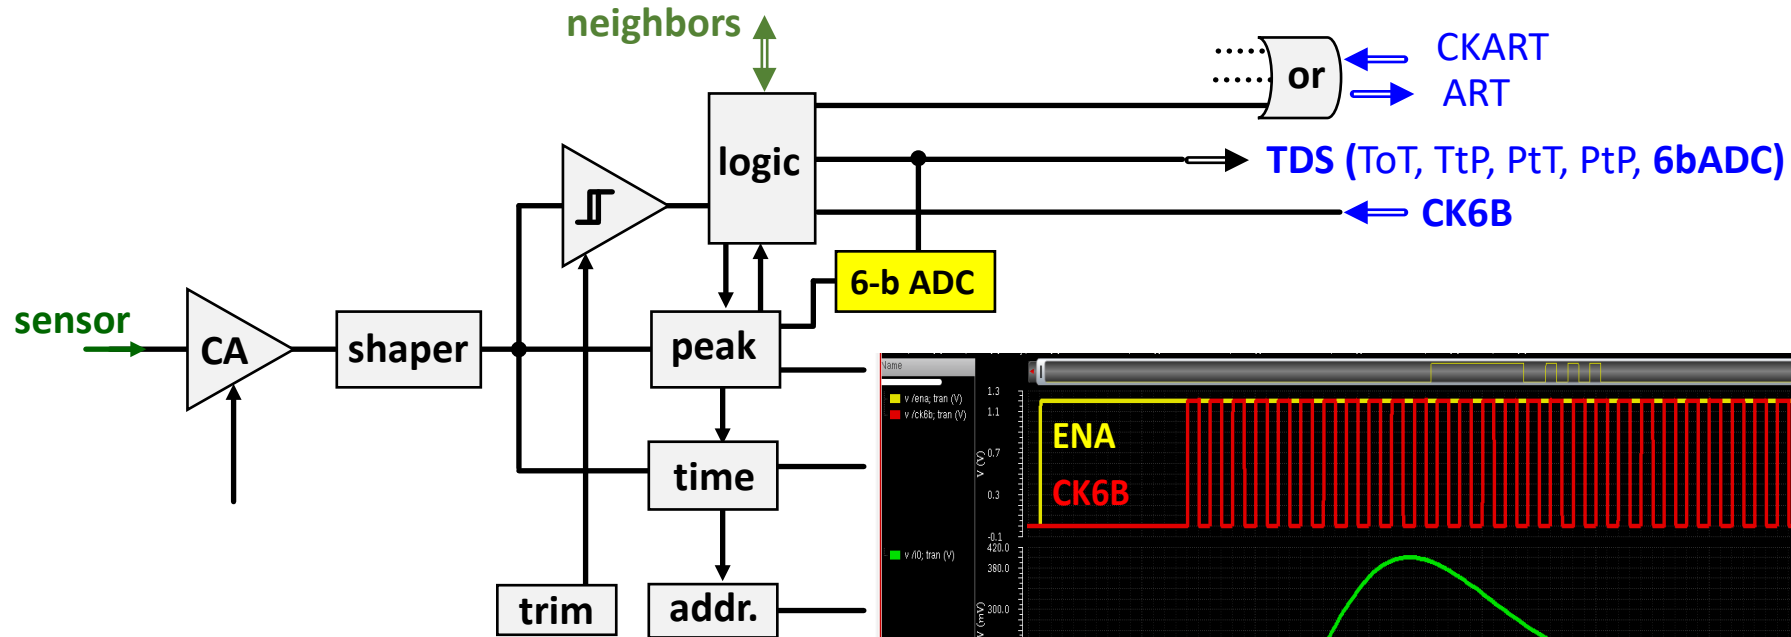 neighbors
CKART
or
ART
logic
TDS (ToT, TtP, PtT, PtP, 6bADC)
CK6B
6-b ADC
sensor
CA
shaper
peak
time
trim
addr.
Name
v /ena; tran (V)
v /ck6b; tran (V)
1.3
1.1
0.7
0.3
-0.1
V (V)
ENA
CK6B
v /i0; tran (V)
420.0
380.0
300.0
V (mV)